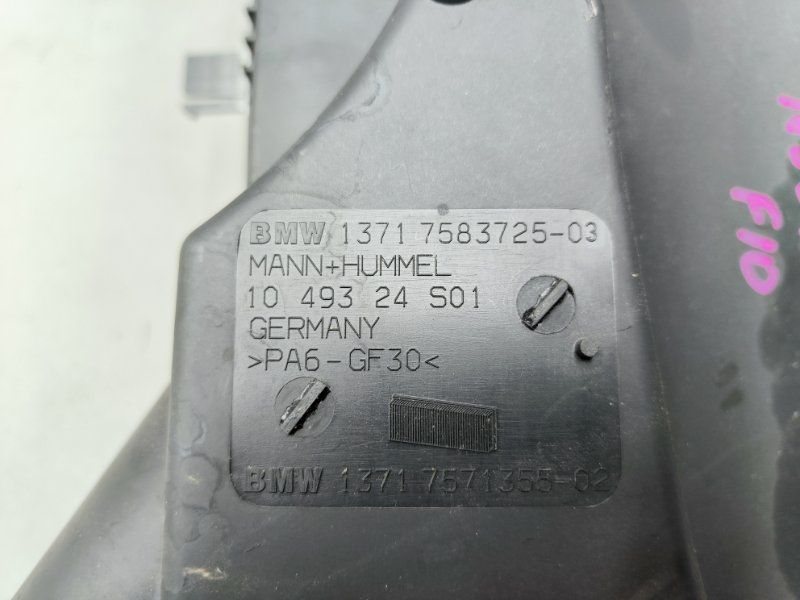 BMW 1371 7583725-03
MANN+HUMMEL
10 493 24 S01
GERMANY
>PA6-GF30<
BMW 1371 7571355-02
F10